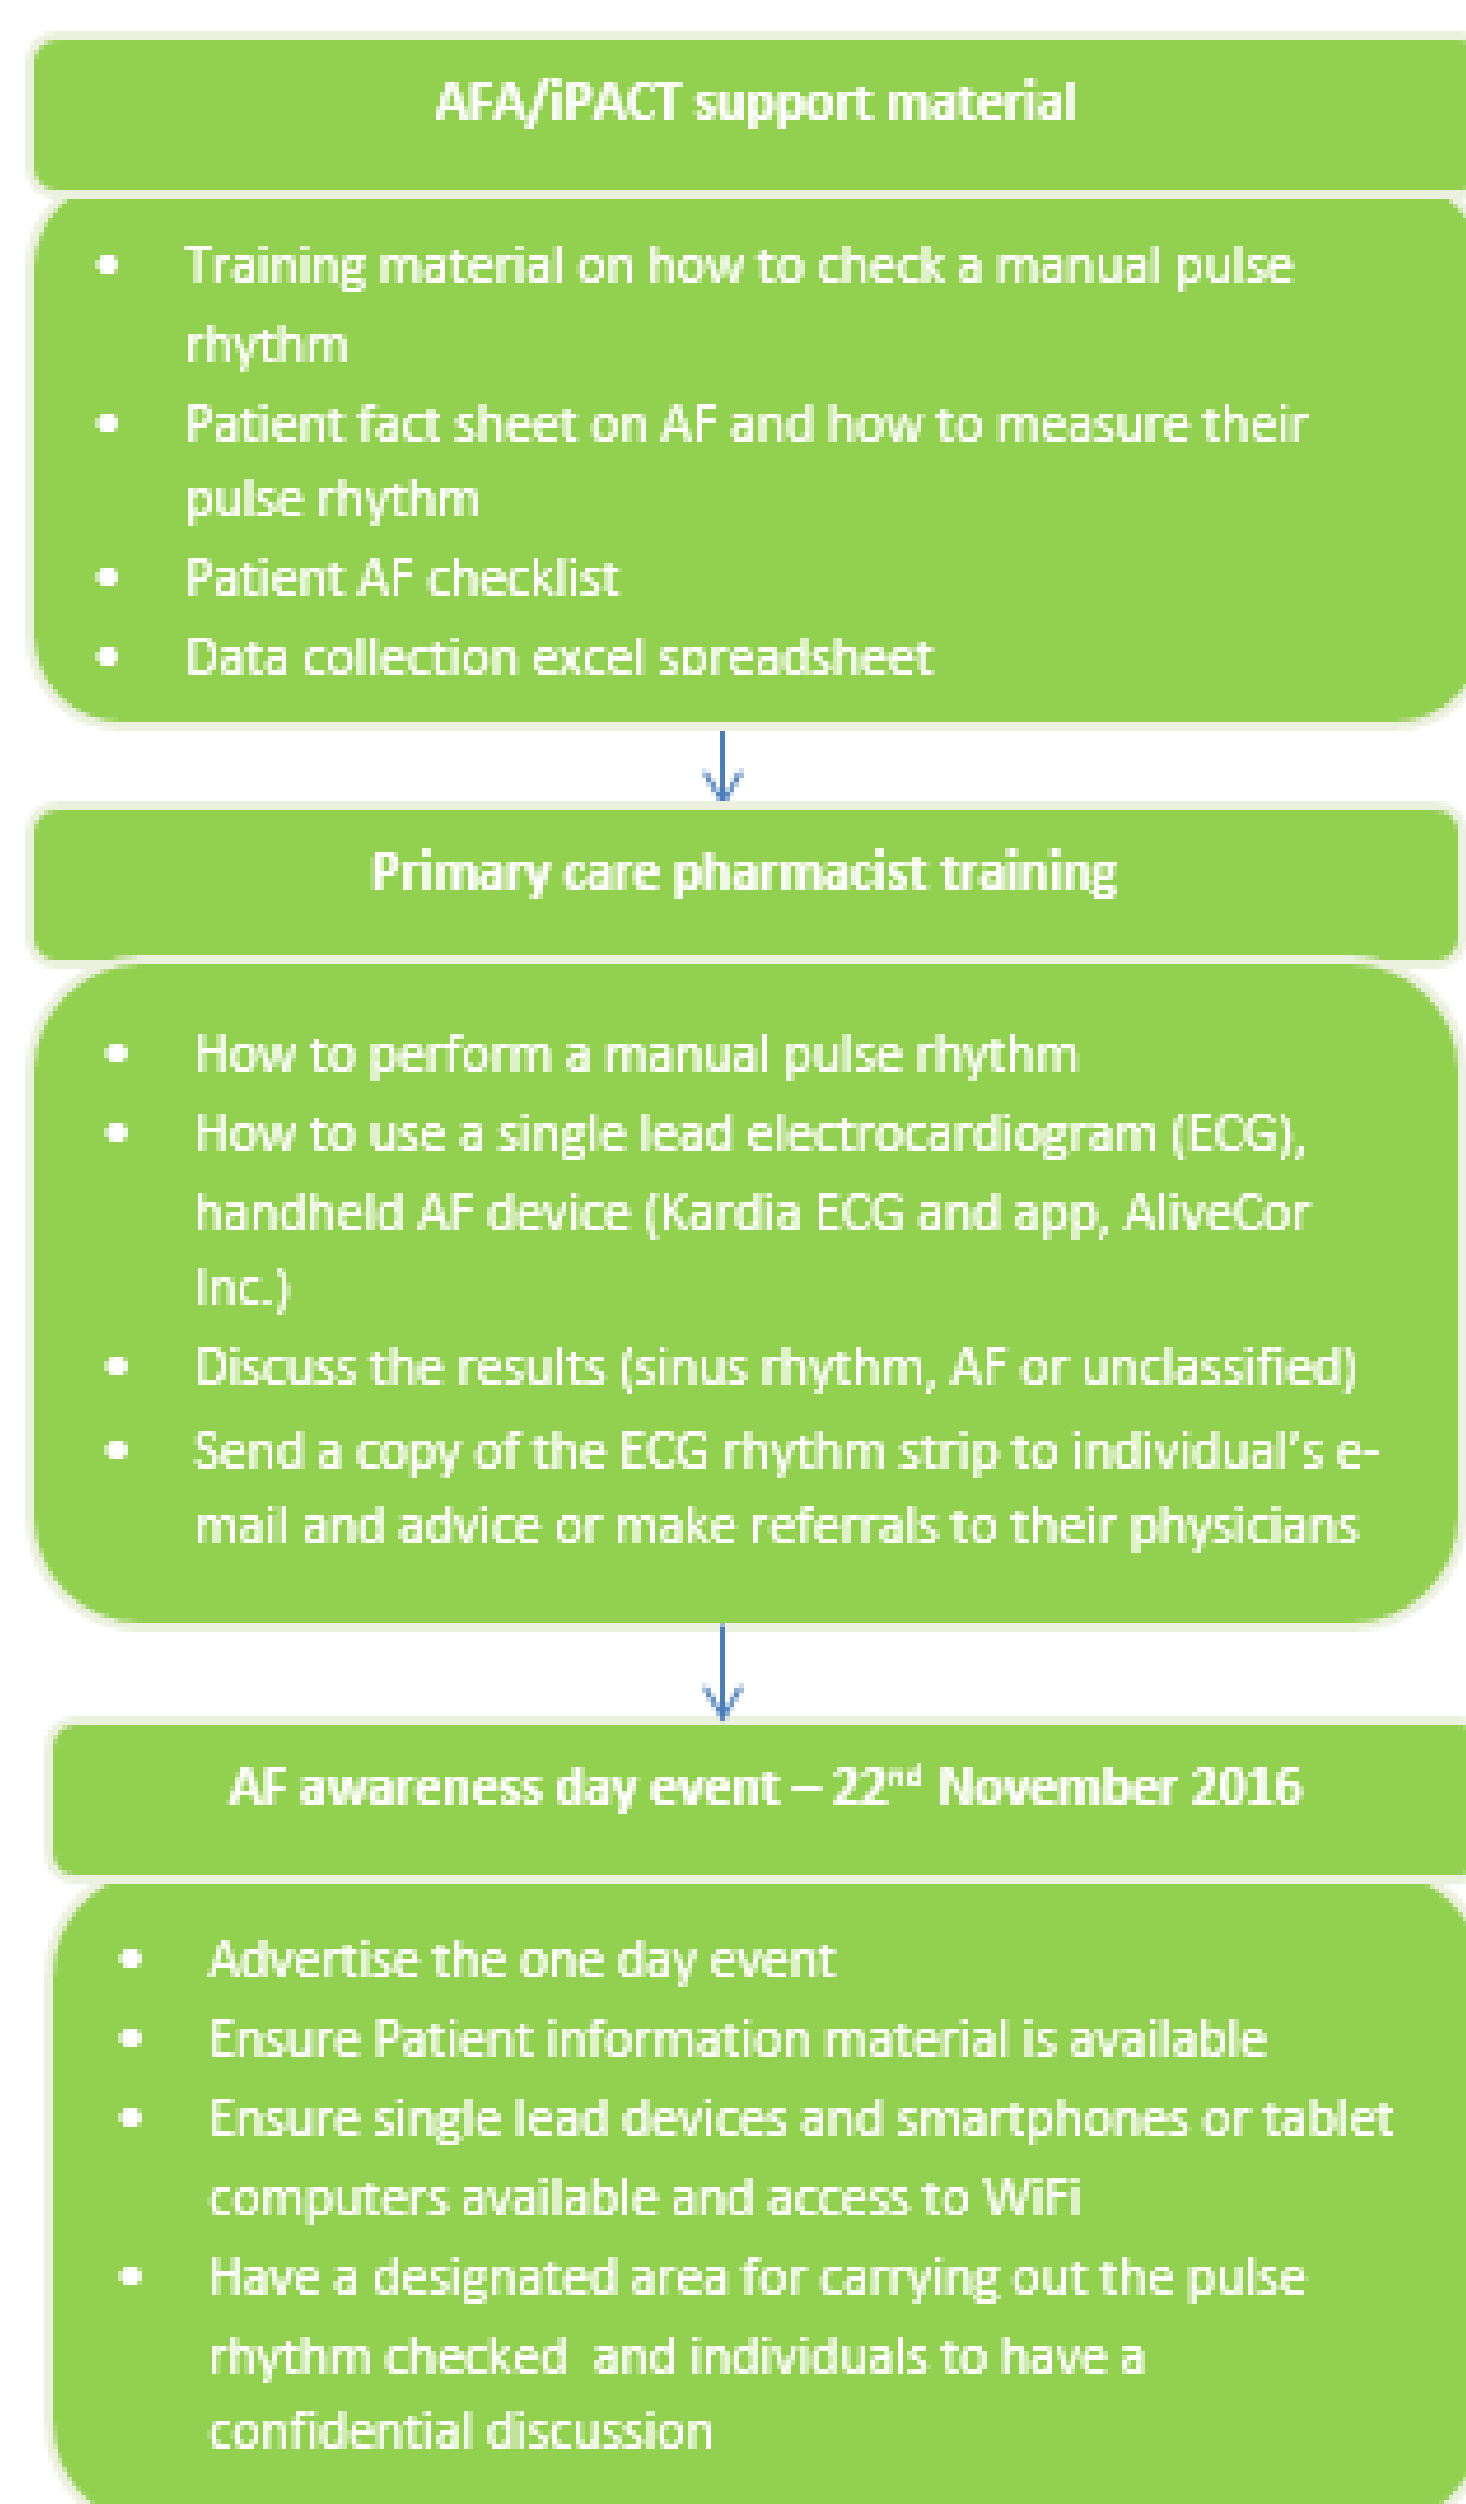 AFA/iPACT support material
• Training material on how to check a manual pulse
rhythm
• Patient fact sheet on AF and how to measure their
pulse rhythm
• Patient AF checklist
• Data collection excel spreadsheet
Primary care pharmacist training
• How to perform a manual pulse rhythm
• How to use a single lead electrocardiogram (ECG),
handheld AF device (Kardia ECG and app, AliveCor
Inc.)
• Discuss the results (sinus rhythm, AF or unclassified)
• Send a copy of the ECG rhythm strip to individual's e-
mail and advice or make referrals to their physicians
AF awareness day event – 22nd November 2016
• Advertise the one day event
• Ensure Patient information material is available
• Ensure single lead devices and smartphones or tablet
computers available and access to WiFi
• Have a designated area for carrying out the pulse
rhythm checked  and individuals to have a
confidential discussion